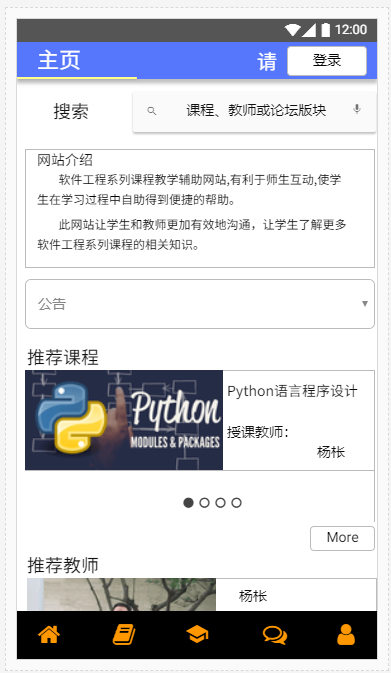 12:00
主页 请 登录
搜索 课程、教师或论坛版块
网站介绍
软件工程系列课程教学辅助网站,有利于师生互动,使学
生在学习过程中自助得到便捷的帮助。
此网站让学生和教师更加有效地沟通，让学生了解更多
软件工程系列课程的相关知识。
公告
推荐课程
Python
MODULES & PACKAGES
Python语言程序设计
授课教师：
杨枨
More
推荐教师
杨枨